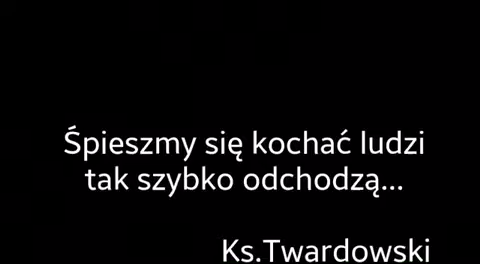 Śpieszmy się kochać ludzi
tak szybko odchodzą...
Ks.Twardowski